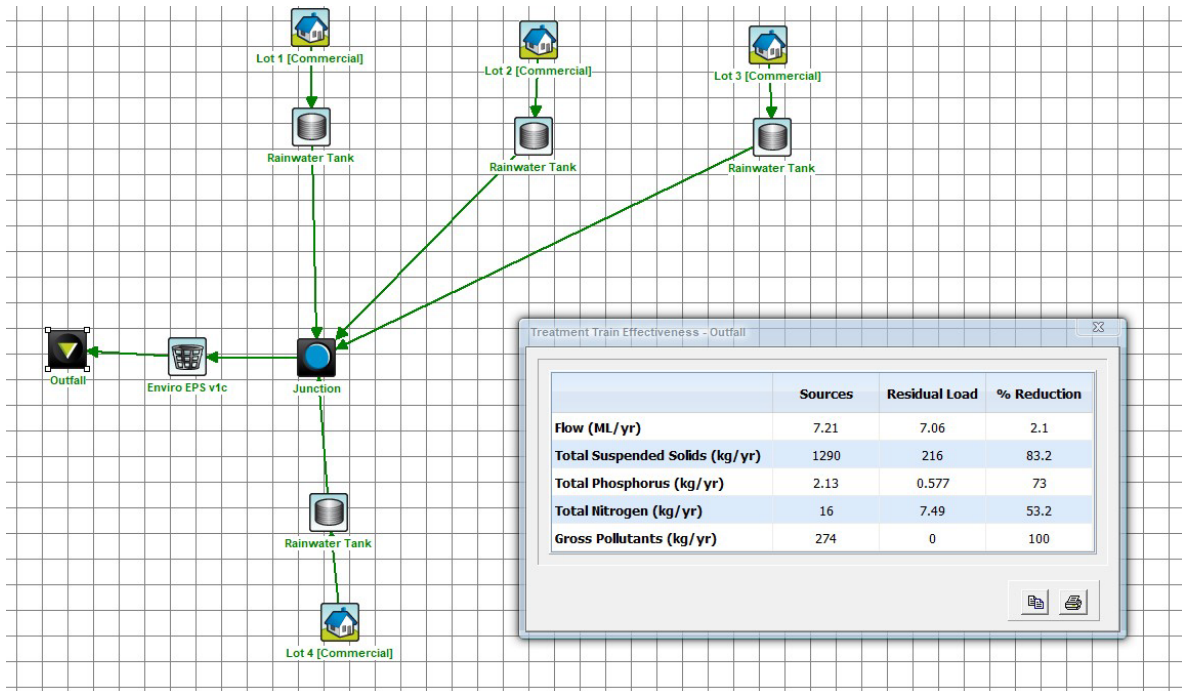 Lot 1 [Commercial]
Lot 2 [Commercial]
Lot 3 [Commercial]
Rainwater Tank
Rainwater Tank
Rainwater Tank
Outfall
Enviro EPS v1c
Junction
Rainwater Tank
Lot 4 [Commercial]
Treatment Train Effectiveness - Outfall
Sources Residual Load % Reduction
Flow (ML/yr) 7.21 7.06 2.1
Total Suspended Solids (kg/yr) 1290 216 83.2
Total Phosphorus (kg/yr) 2.13 0.577 73
Total Nitrogen (kg/yr) 16 7.49 53.2
Gross Pollutants (kg/yr) 274 0 100